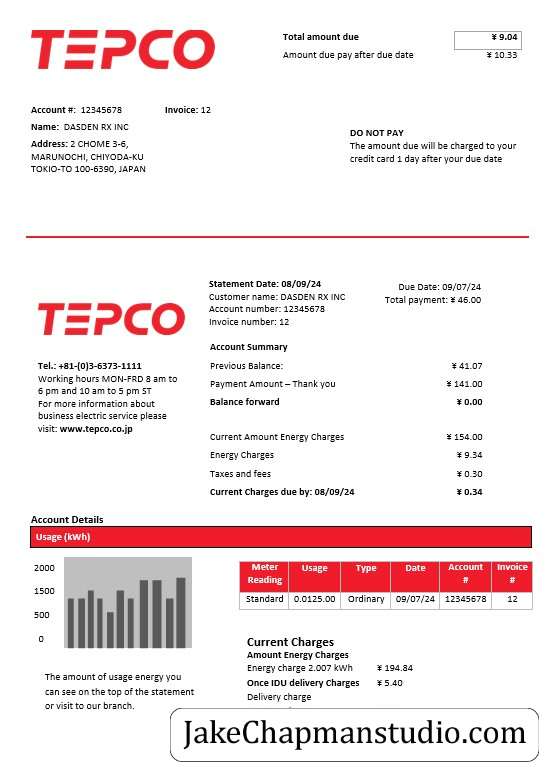 TEPCO
Total amount due ¥ 9.04
Amount due pay after due date ¥ 10.33
Account #: 12345678 Invoice: 12
Name: DASDEN RX INC
Address: 2 CHOME 3-6,
MARUNOCHI, CHIYODA-KU
TOKIO-TO 100-6390, JAPAN
DO NOT PAY
The amount due will be charged to your
credit card 1 day after your due date
TEPCO
Tel.: +81-(0)3-6373-1111
Working hours MON-FRD 8 am to
6 pm and 10 am to 5 pm ST
For more information about
business electric service please
visit: www.tepco.co.jp
Statement Date: 08/09/24
Customer name: DASDEN RX INC
Account number: 12345678
Invoice number: 12
Due Date: 09/07/24
Total payment: ¥ 46.00
Account Summary
Previous Balance: ¥ 41.07
Payment Amount – Thank you ¥ 141.00
Balance forward ¥ 0.00
Current Amount Energy Charges ¥ 154.00
Energy Charges ¥ 9.34
Taxes and fees ¥ 0.30
Current Charges due by: 08/09/24 ¥ 0.34
Account Details
Usage (kWh)
2000
1500
500
0
The amount of usage energy you
can see on the top of the statement
or visit to our branch.
Meter Reading Usage Type Date Account # Invoice #
Standard 0.0125.00 Ordinary 09/07/24 12345678 12
Current Charges
Amount Energy Charges
Energy charge 2.007 kWh ¥ 194.84
Once IDU delivery Charges ¥ 5.40
Delivery charge
JakeChapmanstudio.com